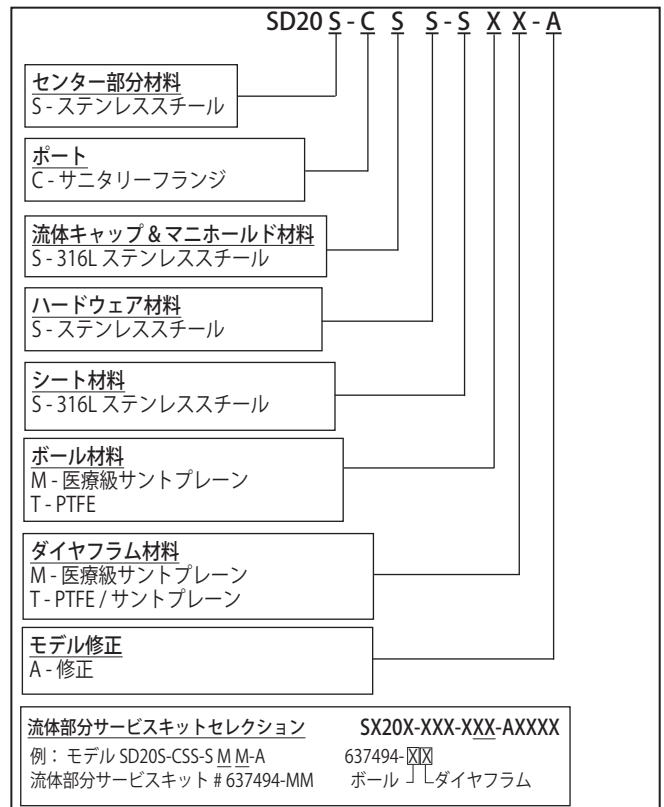 SD20 S - C S S - S X X - A
センター部分材料
S - ステンレススチール
ポート
C - サニタリーフランジ
流体キャップ & マニホールド材料
S - 316L ステンレススチール
ハードウェア材料
S - ステンレススチール
シート材料
S - 316L ステンレススチール
ボール材料
M - 医療級サントプレーン
T - PTFE
ダイヤフラム材料
M - 医療級サントプレーン
T - PTFE / サントプレーン
モデル修正
A - 修正
流体部分サービスキットセレクション SX20X-XXX-XXX-AXXXX
例： モデル SD20S-CSS-S M M-A 637494-XX
流体部分サービスキット # 637494-MM ボール ダイヤフラム